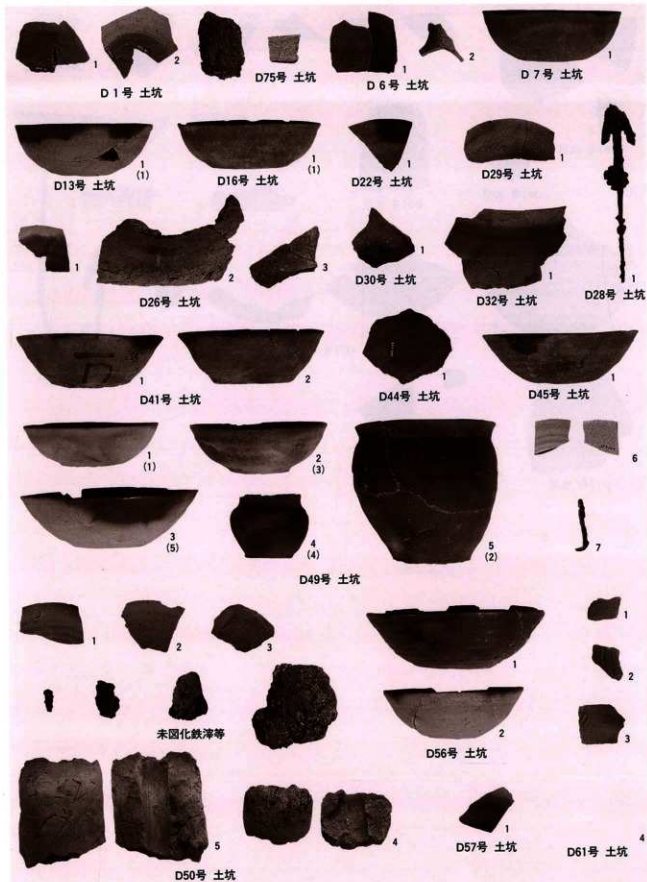 1 2 1 2 1
D1号 土坑 D75号 土坑 D6号 土坑 D7号 土坑
1 (1) 1 (1) 1 1
D13号 土坑 D16号 土坑 D22号 土坑 D29号 土坑
1 2 3 1 1 1
D26号 土坑 D30号 土坑 D32号 土坑 D28号 土坑
1 2 1 1
D41号 土坑 D44号 土坑 D45号 土坑
1 (1) 2 (3) 6
3 (5) 4 (4) 5 (2) 7
D49号 土坑
1 2 3 1 1
2
未図化鉄滓等 2 3
D56号 土坑
5 4 1 4
D50号 土坑 D57号 土坑 D61号 土坑